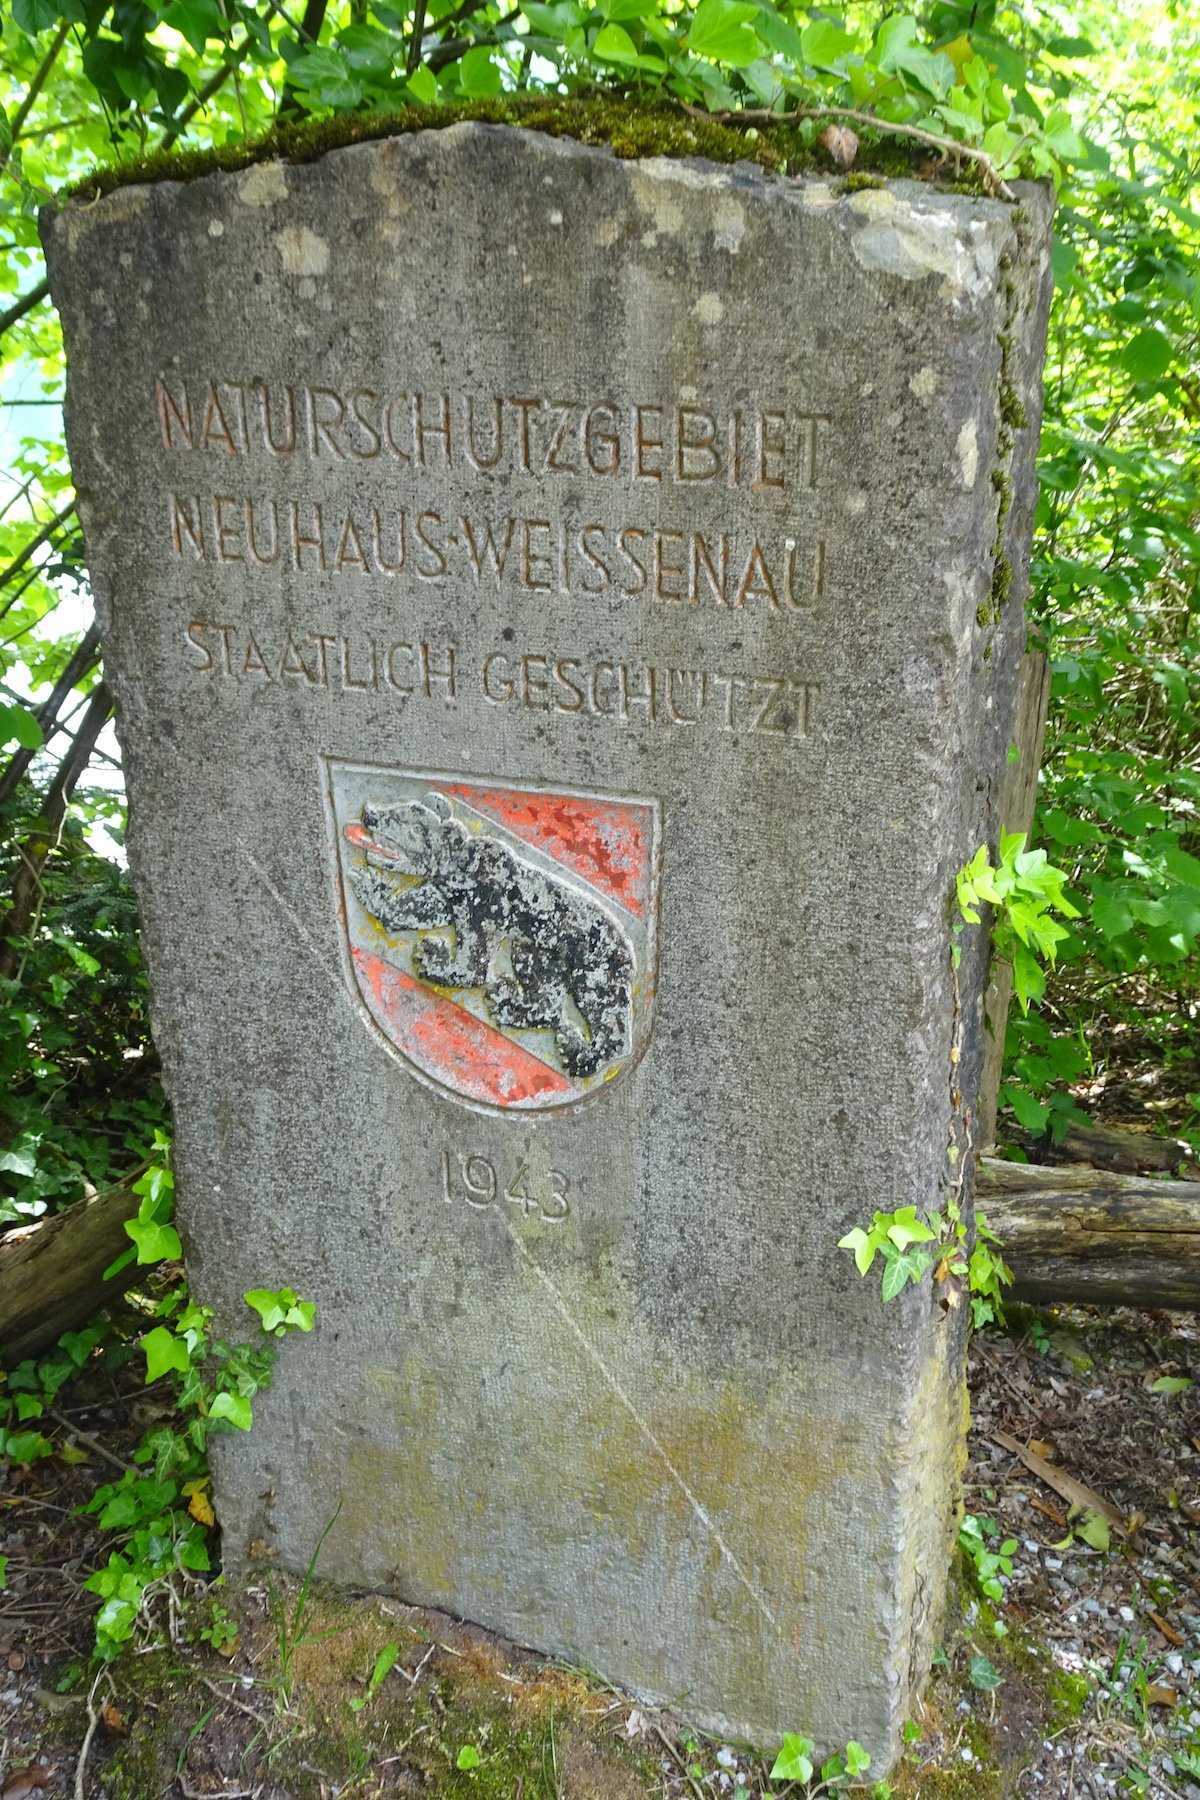 NATURSCHUTZGEBIET
NEUHAUS·WEISSENAU
STAATLICH GESCHÜTZT
1943